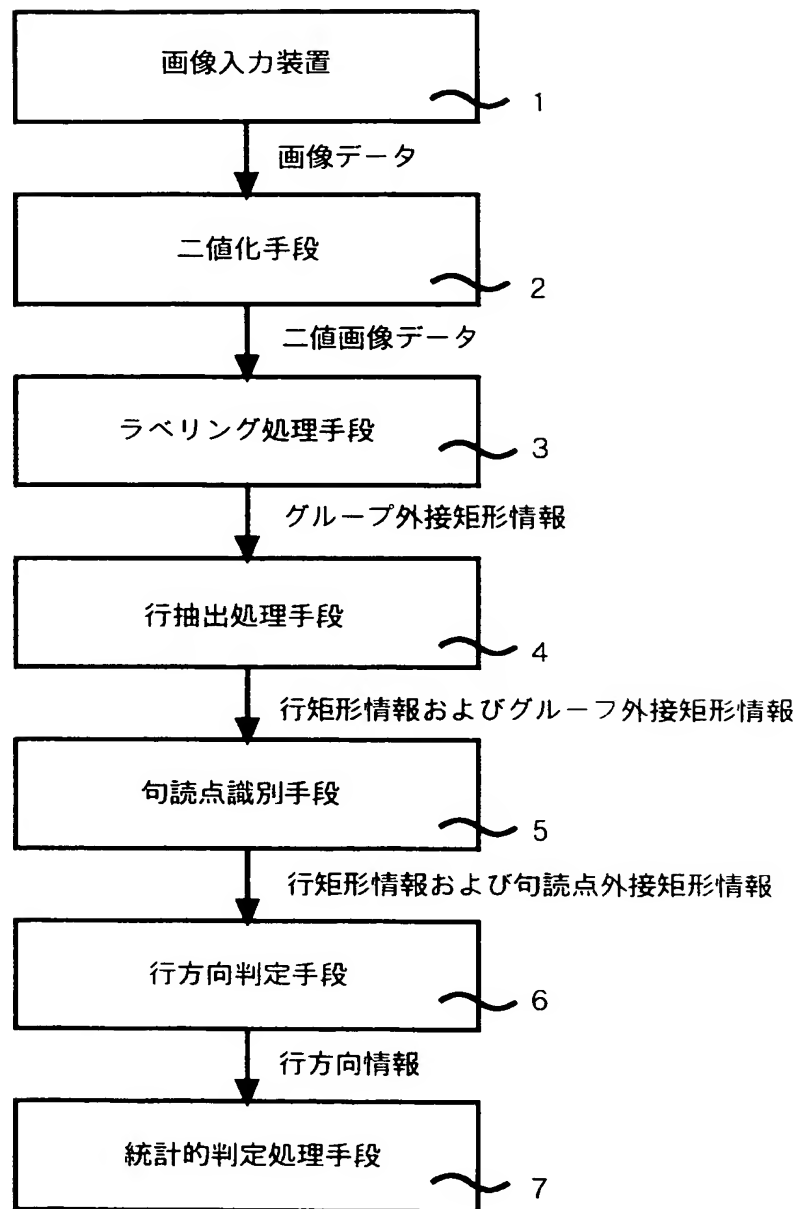 画像入力装置
1
画像データ
二値化手段
2
二値画像データ
ラベリング処理手段
3
グループ外接矩形情報
行抽出処理手段
4
行矩形情報およびグルーフ外接矩形情報
句読点識別手段
5
行矩形情報および句読点外接矩形情報
行方向判定手段
6
行方向情報
統計的判定処理手段
7